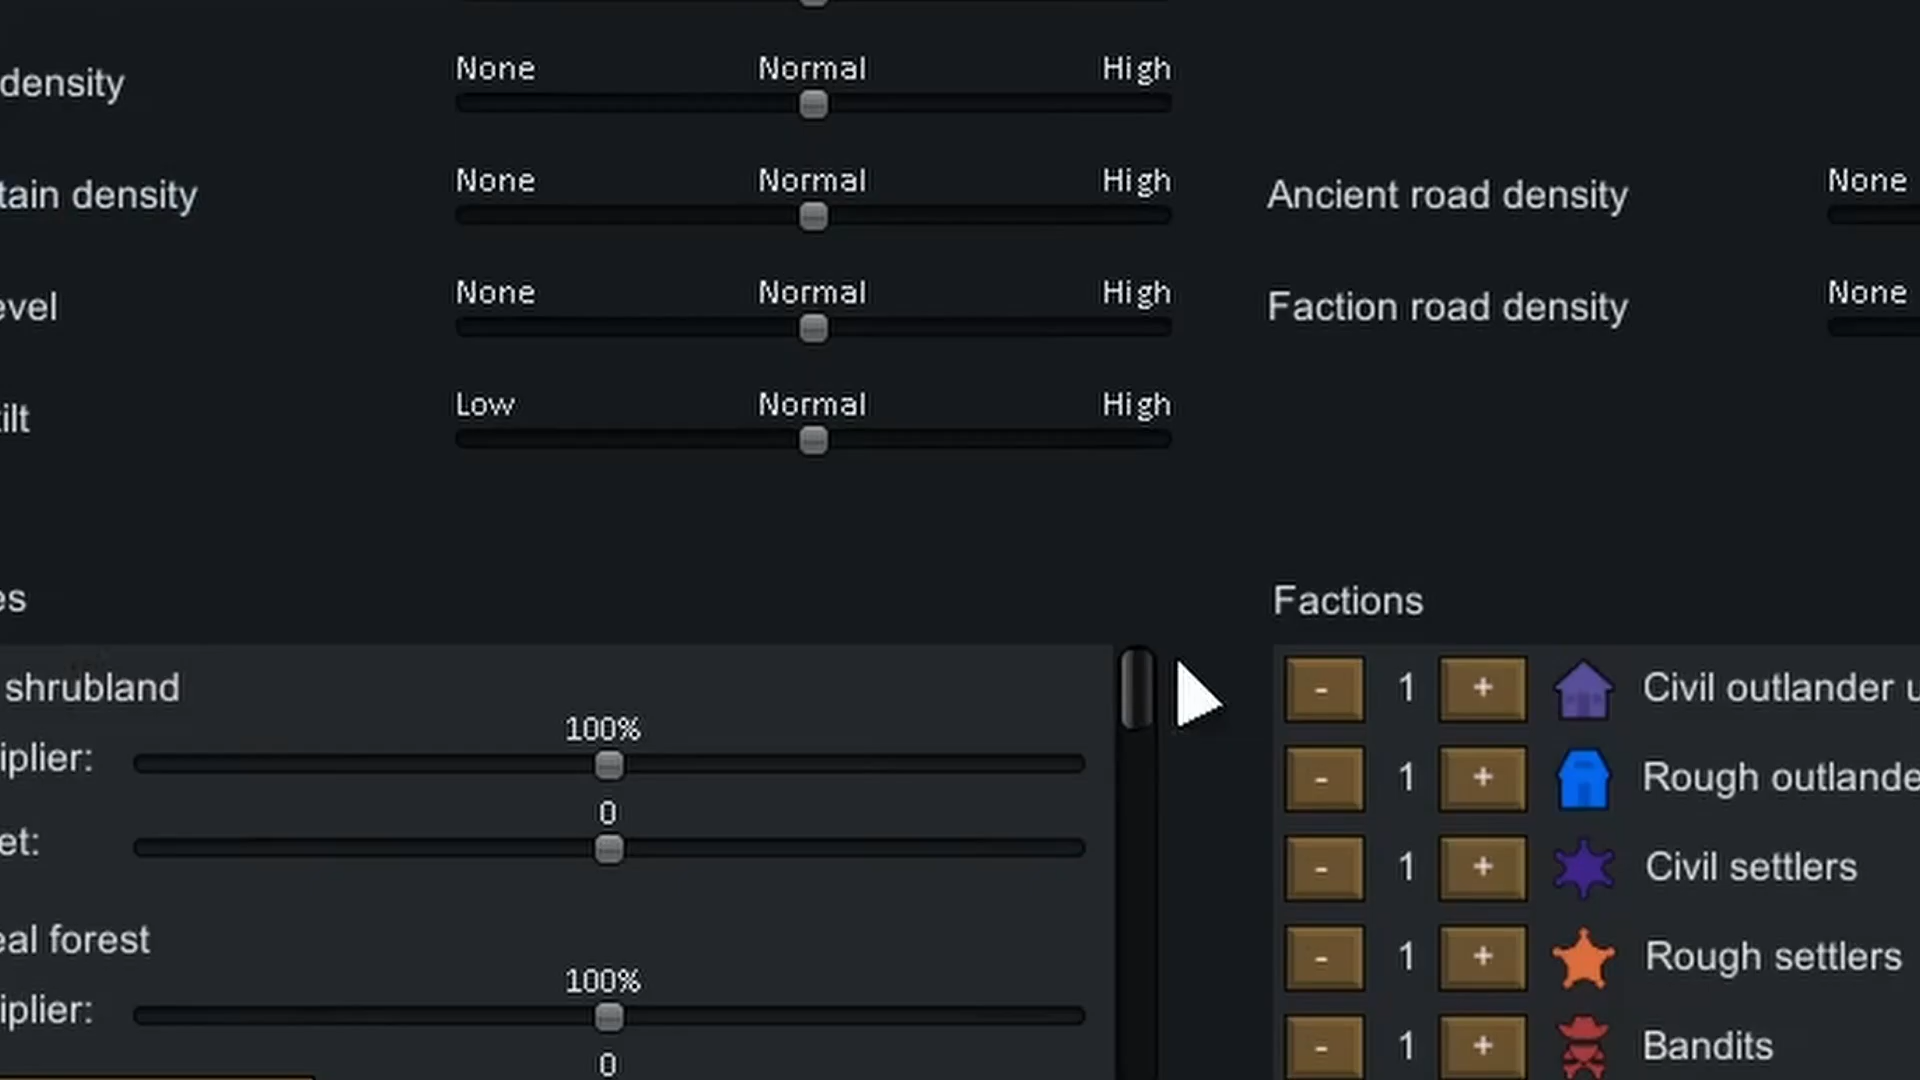 density None Normal High
tain density None Normal High Ancient road density None
evel None Normal High Faction road density None
ilt Low Normal High
es
shrubland
100%
iplier:
0
et:
eal forest
100%
iplier:
0
Factions
- 1 + Civil outlander u
- 1 + Rough outlande
- 1 + Civil settlers
- 1 + Rough settlers
- 1 + Bandits